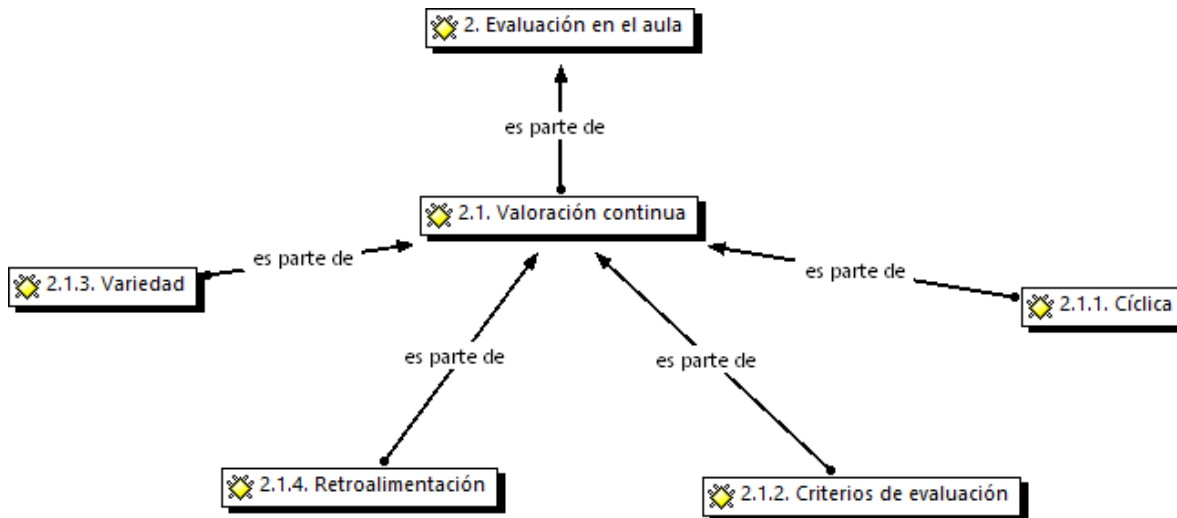 2. Evaluación en el aula
es parte de
2.1. Valoración continua
es parte de
es parte de
2.1.3. Variedad
2.1.1. Cíclica
es parte de
es parte de
2.1.4. Retroalimentación
2.1.2. Criterios de evaluación